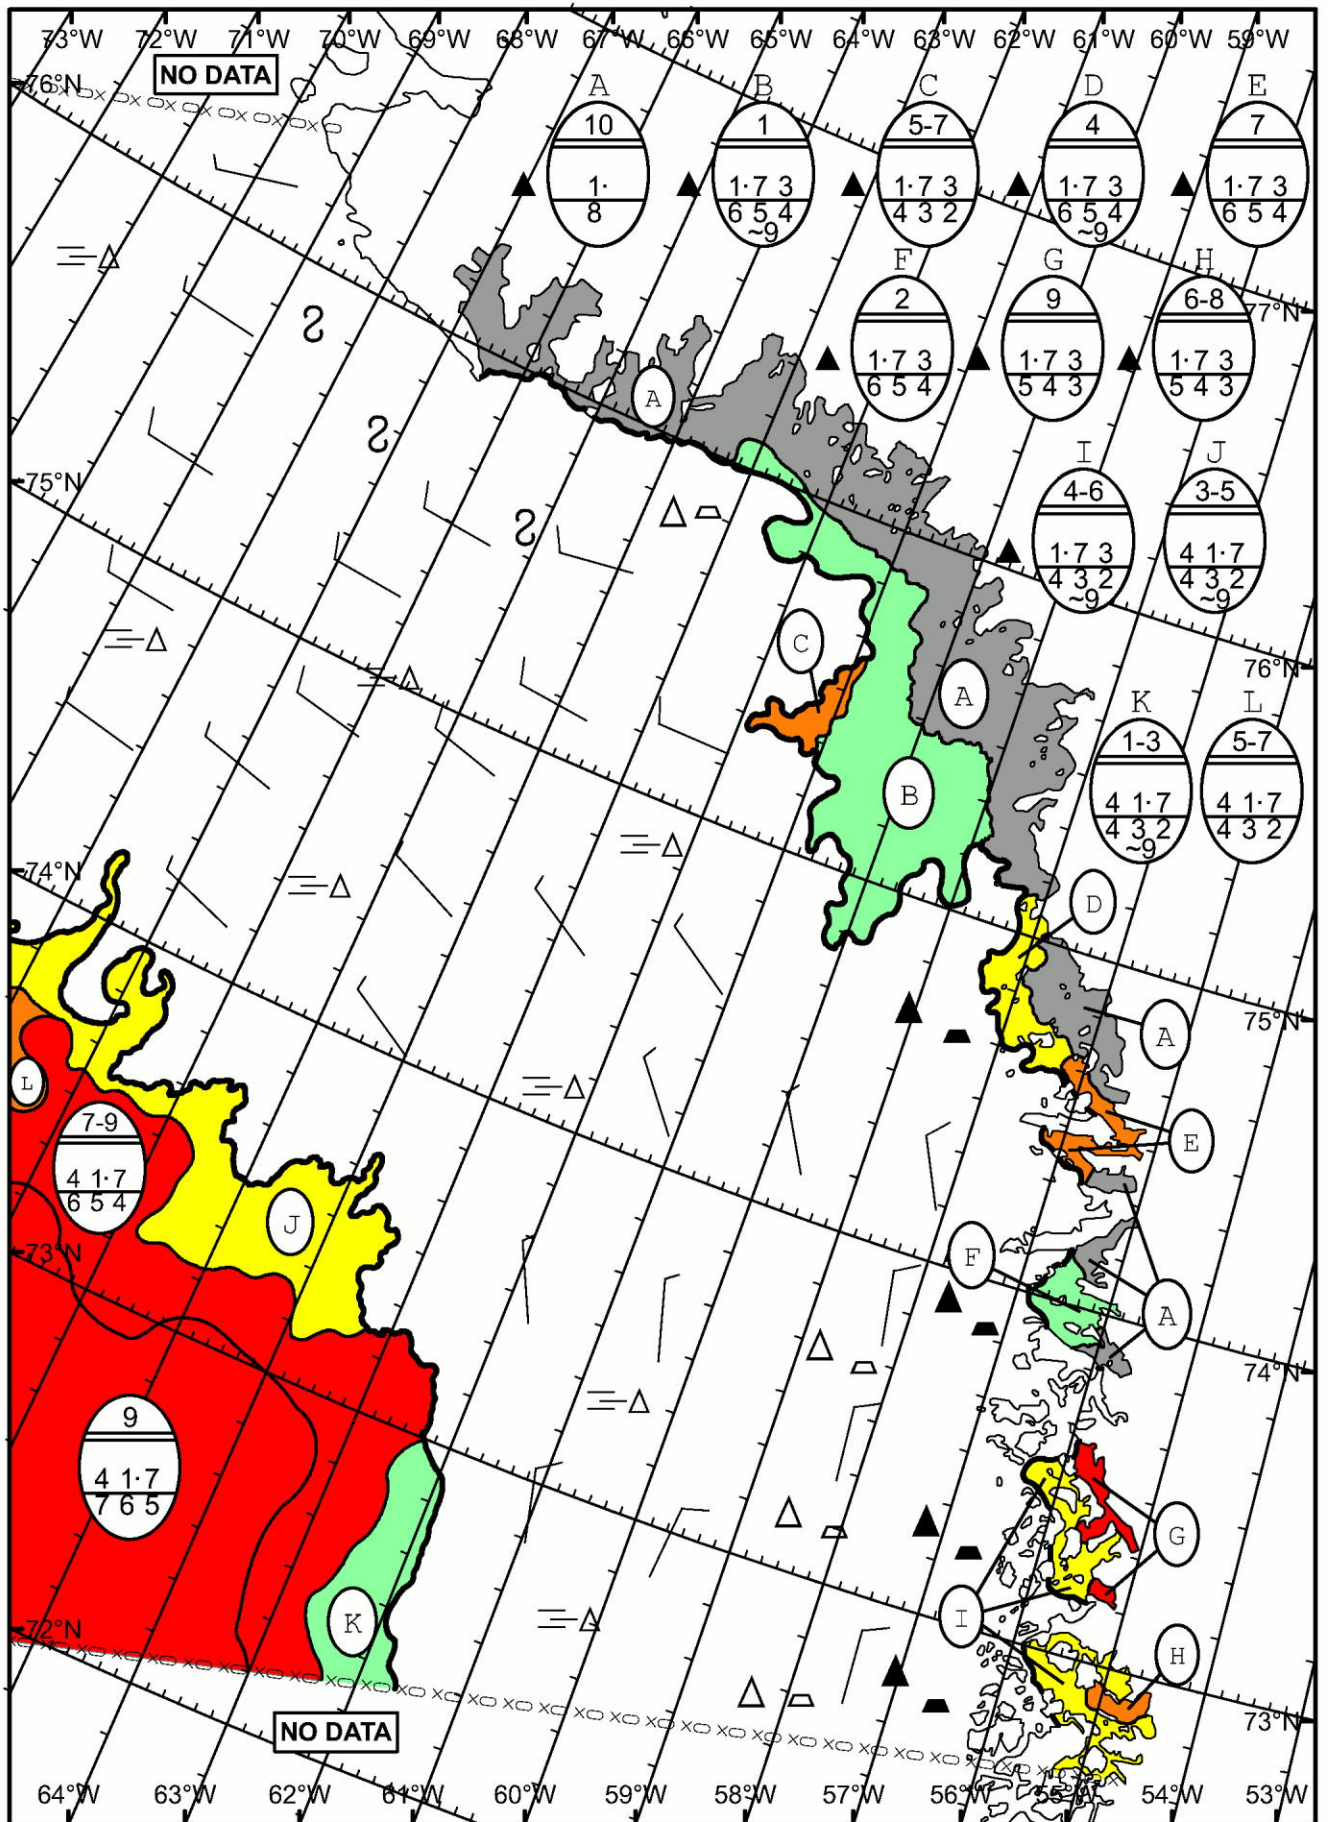 73°W 72°W 71°W 70°W 69°W 68°W 67°W 66°W 65°W 64°W 63°W 62°W 61°W 60°W 59°W
76°N
NO DATA
A B C D E
10 1 5-7 4 7
1· 1·7 3 1·7 3 1·7 3 1·7 3
8 6 5 4 4 3 2 6 5 4 6 5 4
~9 ~9
F G H
2 9 6-8
77°N
1·7 3 1·7 3 1·7 3
6 5 4 5 4 3 5 4 3
A
I J
75°N
4-6 3-5
1·7 3 4 1·7
4 3 2 4 3 2
~9 ~9
C
76°N
A
K L
1-3 5-7
B
4 1·7 4 1·7
4 3 2 4 3 2
~9
74°N
D
75°N
A
L
7-9
4 1·7
6 5 4
E
J
73°N
F
A
74°N
9
4 1·7
7 6 5
G
I
K
72°N
H
73°N
NO DATA
64°W 63°W 62°W 61°W 60°W 59°W 58°W 57°W 56°W 55°W 54°W 53°W